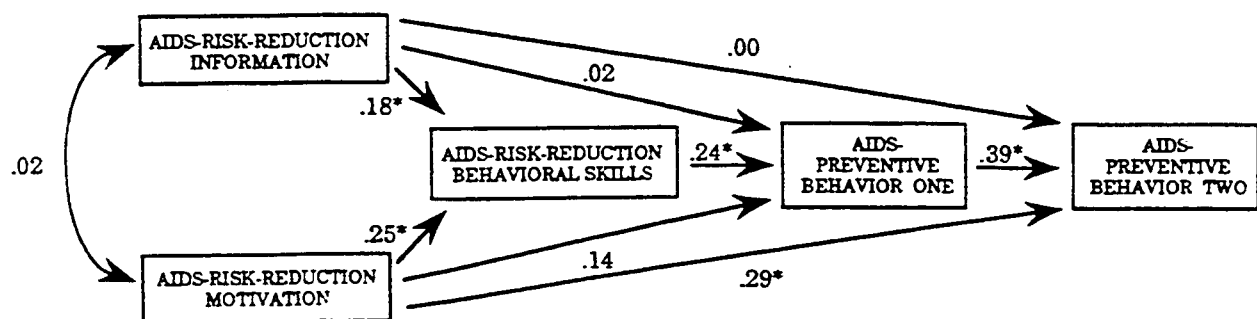 AIDS-RISK-REDUCTION
INFORMATION
.00
.02
.18*
.02
AIDS-RISK-REDUCTION
BEHAVIORAL SKILLS
.24*
AIDS-
PREVENTIVE
BEHAVIOR ONE
.39*
AIDS-
PREVENTIVE
BEHAVIOR TWO
.25*
.14
.29*
AIDS-RISK-REDUCTION
MOTIVATION